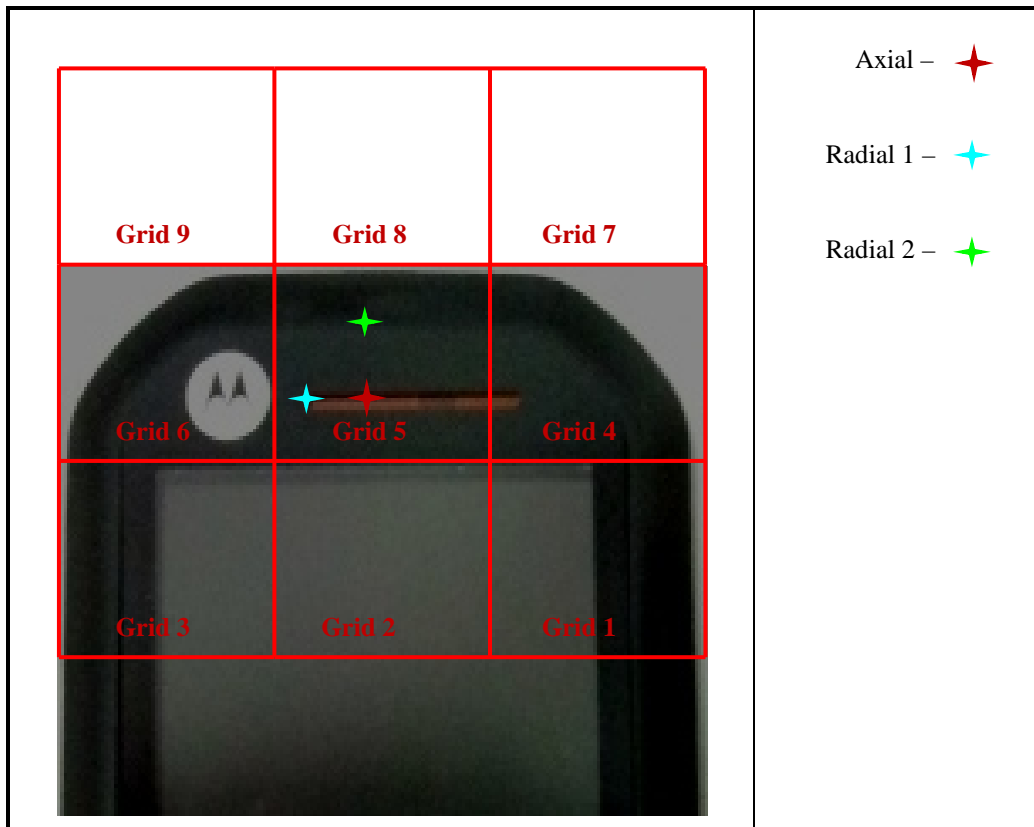 Axial –
Radial 1 –
Radial 2 –
Grid 9 Grid 8 Grid 7
Grid 6 Grid 5 Grid 4
Grid 3 Grid 2 Grid 1